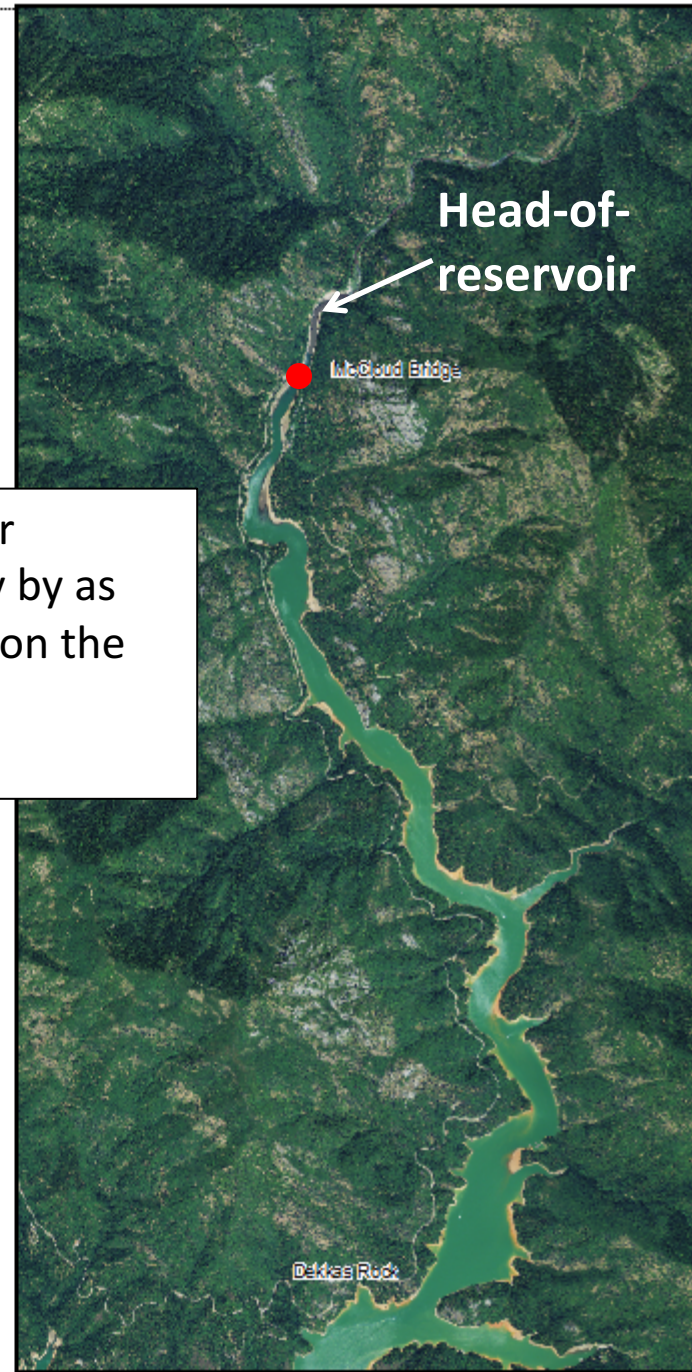 Head-of-
reservoir
McCloud Bridge
r
y by as
on the
Dekkas Rock